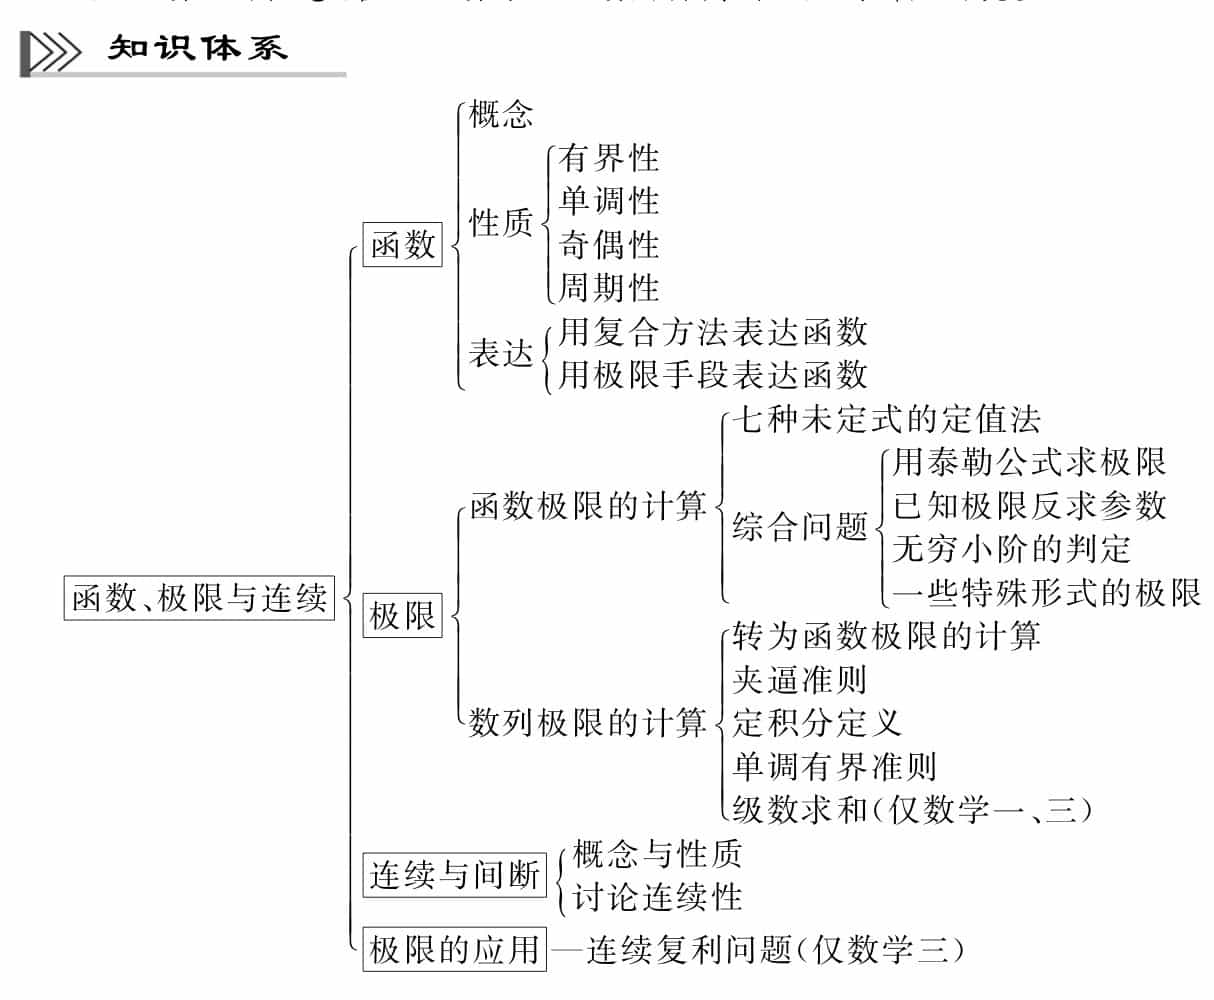 知识体系
概念
有界性
单调性
性质
函数
奇偶性
周期性
用复合方法表达函数
表达
用极限手段表达函数
七种未定式的定值法
用泰勒公式求极限
函数极限的计算
已知极限反求参数
综合问题
无穷小阶的判定
一些特殊形式的极限
函数、极限与连续
极限
转为函数极限的计算
夹逼准则
数列极限的计算
定积分定义
单调有界准则
级数求和(仅数学一、三)
概念与性质
连续与间断
讨论连续性
极限的应用—连续复利问题(仅数学三)